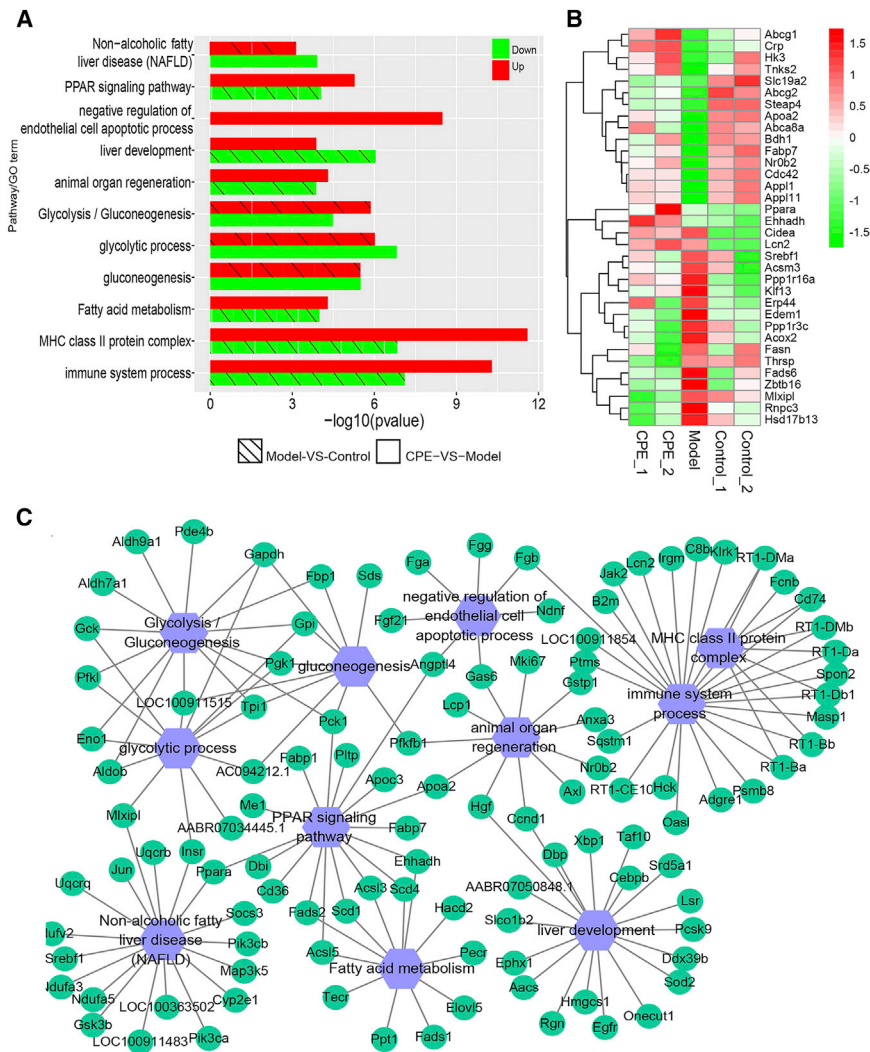 A
Non-alcoholic fatty
liver disease (NAFLD)
PPAR signaling pathway
negative regulation of
endothelial cell apoptotic process
liver development
animal organ regeneration
Glycolysis / Gluconeogenesis
glycolytic process
gluconeogenesis
Fatty acid metabolism
MHC class II protein complex
immune system process
Pathway/GO term
Down
Up
0 3 6 9 12
−log10(pvalue)
Model-VS-Control CPE-VS-Model
B
Abcg1
Crp
Hk3
Tnks2
Slc19a2
Abcg2
Steap4
Apoa2
Abca8a
Bdh1
Fabp7
Nr0b2
Cdc42
Appl1
Appl11
Ppara
Ehhadh
Cidea
Lcn2
Srebf1
Acsm3
Ppp1r16a
Klf13
Erp44
Edem1
Ppp1r3c
Acox2
Fasn
Thrsp
Fads6
Zbtb16
Mlxipl
Rnpc3
Hsd17b13
CPE_1
CPE_2
Model
Control_1
Control_2
1.5
1
0.5
0
-0.5
-1
-1.5
C
Pde4b
Aldh9a1
Gapdh
Aldh7a1
Fbp1
Sds
Gck
Glycolysis /
Gluconeogenesis
Gpi
gluconeogenesis
Pfkl
Pgk1
LOC100911515
Tpi1
Eno1
glycolytic process
Pck1
Aldob
AC094212.1
Mlxipl
AABR07034445.1
Insr
Fga
Fgg
Fgb
negative regulation of
endothelial cell
apoptotic process
Fgf21
Ndnf
Angptl4
Gas6
Mki67
LOC100911854
Ptms
Gstp1
Lcp1
animal organ
regeneration
Anxa3
Pfkfb1
Sqstm1
Nr0b2
Axl
Apoa2
Hgf
Ccnd1
Jak2
Lcn2
Irgm
C8b
Klrk1
RT1-DMa
B2m
Fcnb
Cd74
MHC class II protein
complex
RT1-DMb
RT1-Da
Spon2
immune system
process
RT1-Db1
Masp1
RT1-Bb
RT1-Ba
RT1-CE10
Hck
Psmb8
Adgre1
Oasl
Fabp1
Pltp
Apoc3
Me1
PPAR signaling
pathway
Fabp7
Dbi
Ehhadh
Cd36
Acsl3
Scd4
Fads2
Scd1
Hacd2
Acsl5
Fatty acid metabolism
Pecr
Tecr
Elovl5
Ppt1
Fads1
Uqcrb
Jun
Ppara
Uqcrq
Non-alcoholic fatty
liver disease
(NAFLD)
Socs3
dufv2
Pik3cb
Srebf1
Map3k5
Ndufa3
Ndufa5
Cyp2e1
LOC100363502
Gsk3b
LOC100911483
Pik3ca
Dbp
Xbp1
Taf10
AABR07050848.1
Cebpb
Srd5a1
Slco1b2
Lsr
liver development
Pcsk9
Ephx1
Ddx39b
Aacs
Sod2
Hmgcs1
Onecut1
Rgn
Egfr